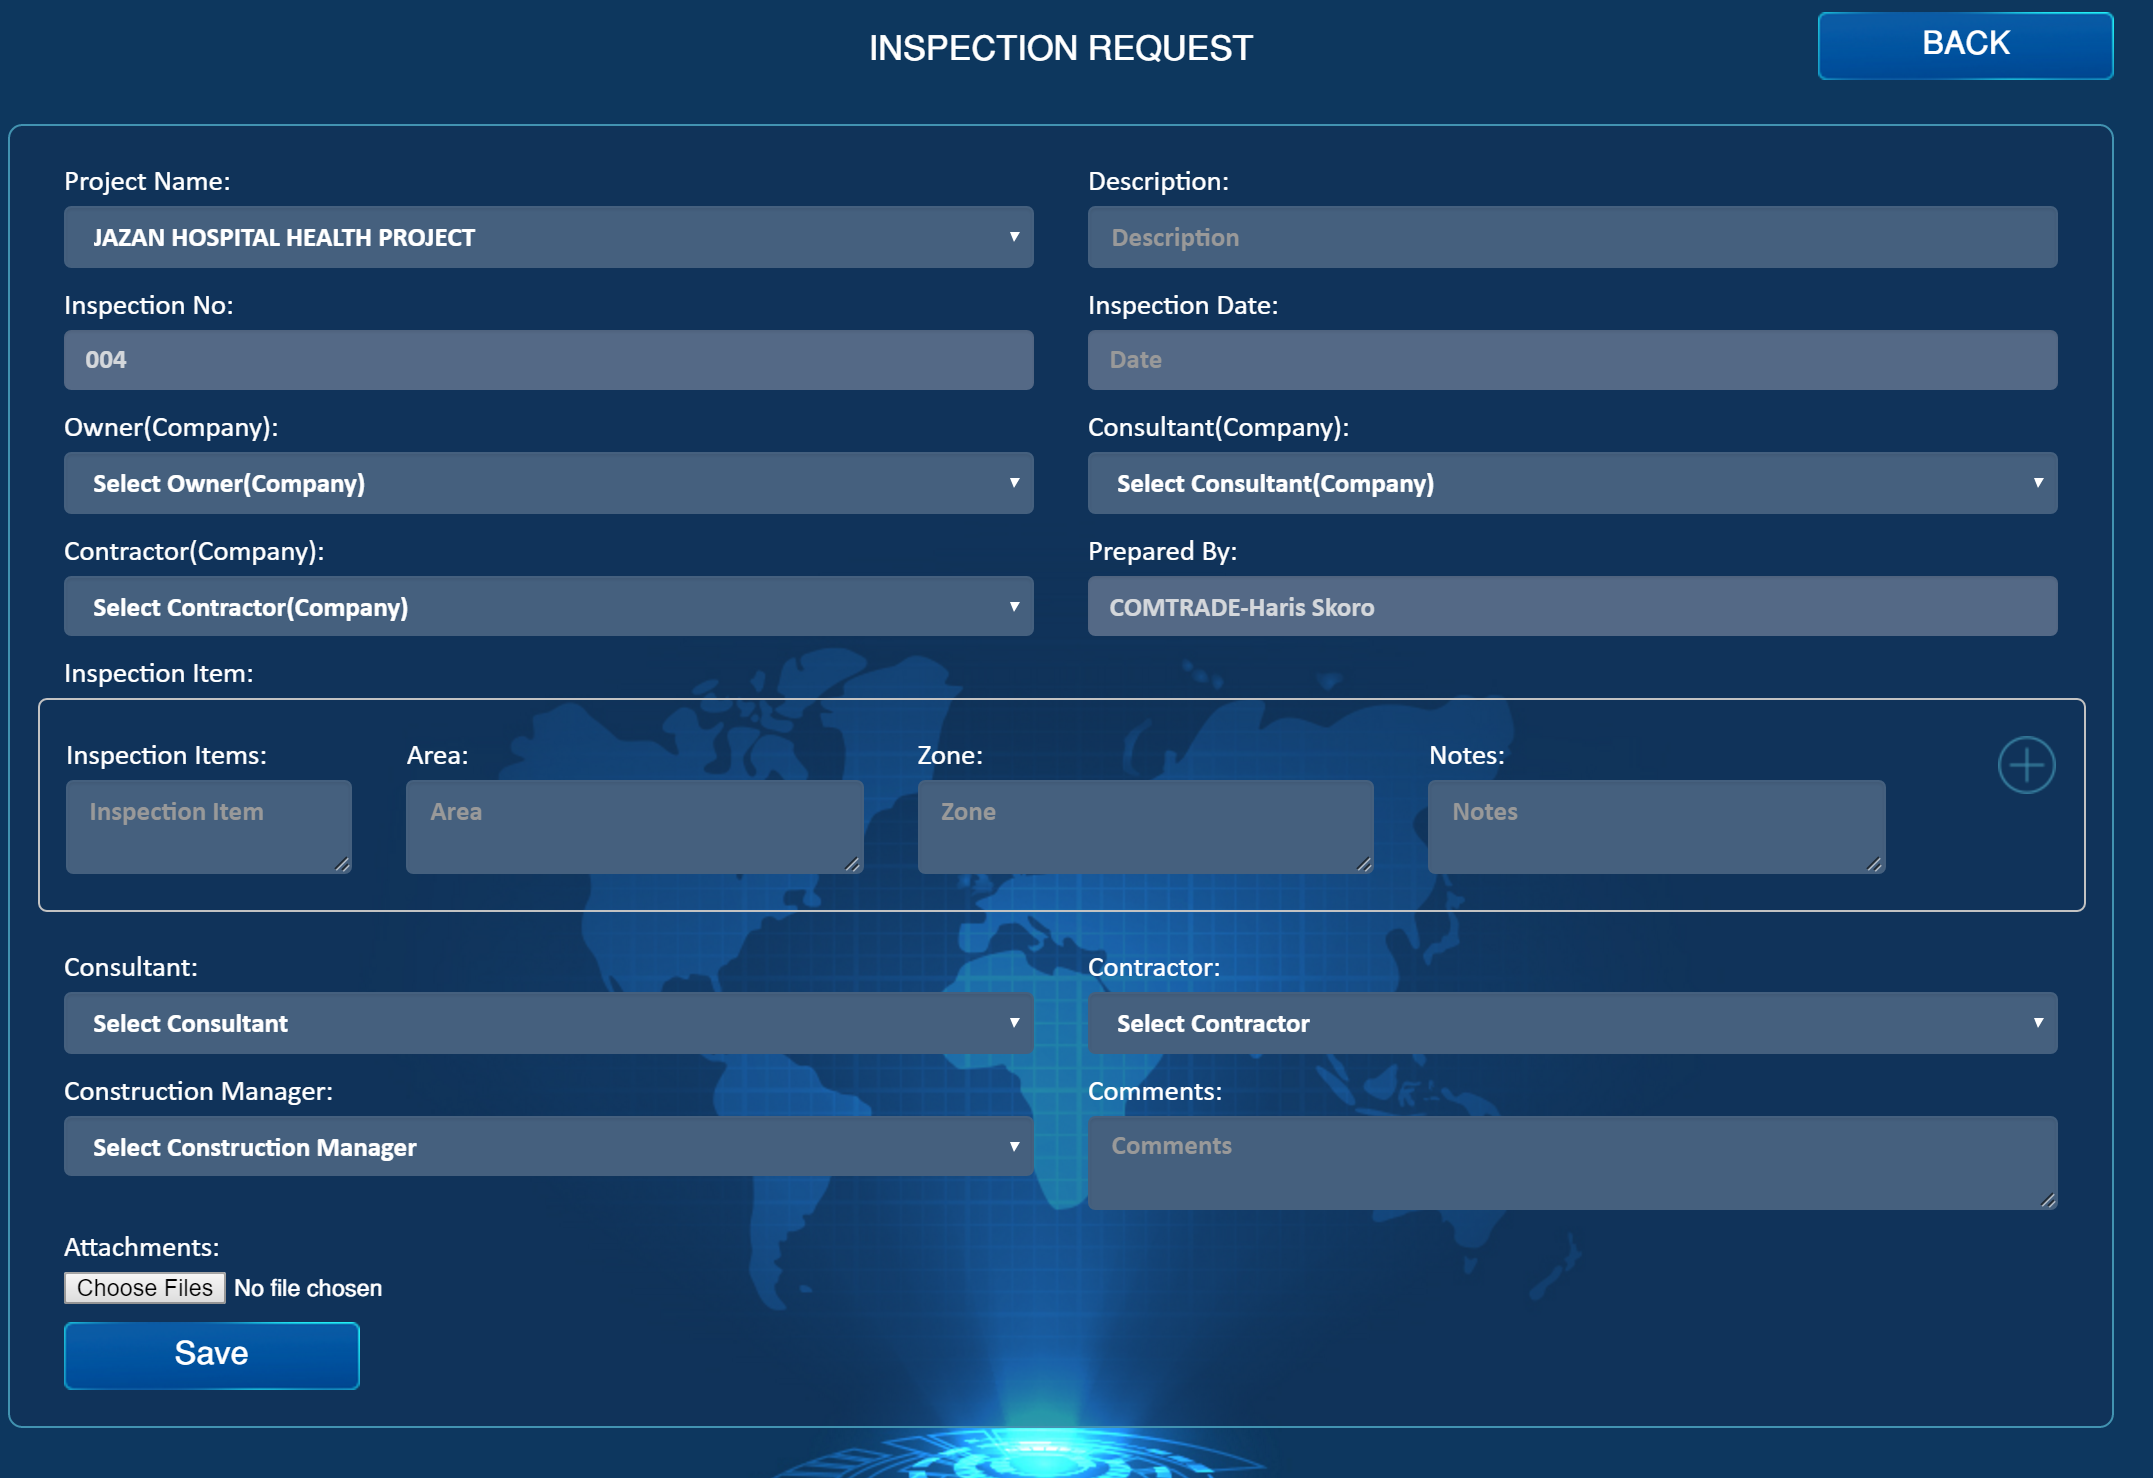 INSPECTION REQUEST
BACK
Project Name:
JAZAN HOSPITAL HEALTH PROJECT
Description:
Description
Inspection No:
004
Inspection Date:
Date
Owner(Company):
Select Owner(Company)
Consultant(Company):
Select Consultant(Company)
Contractor(Company):
Select Contractor(Company)
Prepared By:
COMTRADE-Haris Skoro
Inspection Item:
Inspection Items:
Inspection Item
Area:
Area
Zone:
Zone
Notes:
Notes
Consultant:
Select Consultant
Contractor:
Select Contractor
Construction Manager:
Select Construction Manager
Comments:
Comments
Attachments:
Choose Files No file chosen
Save